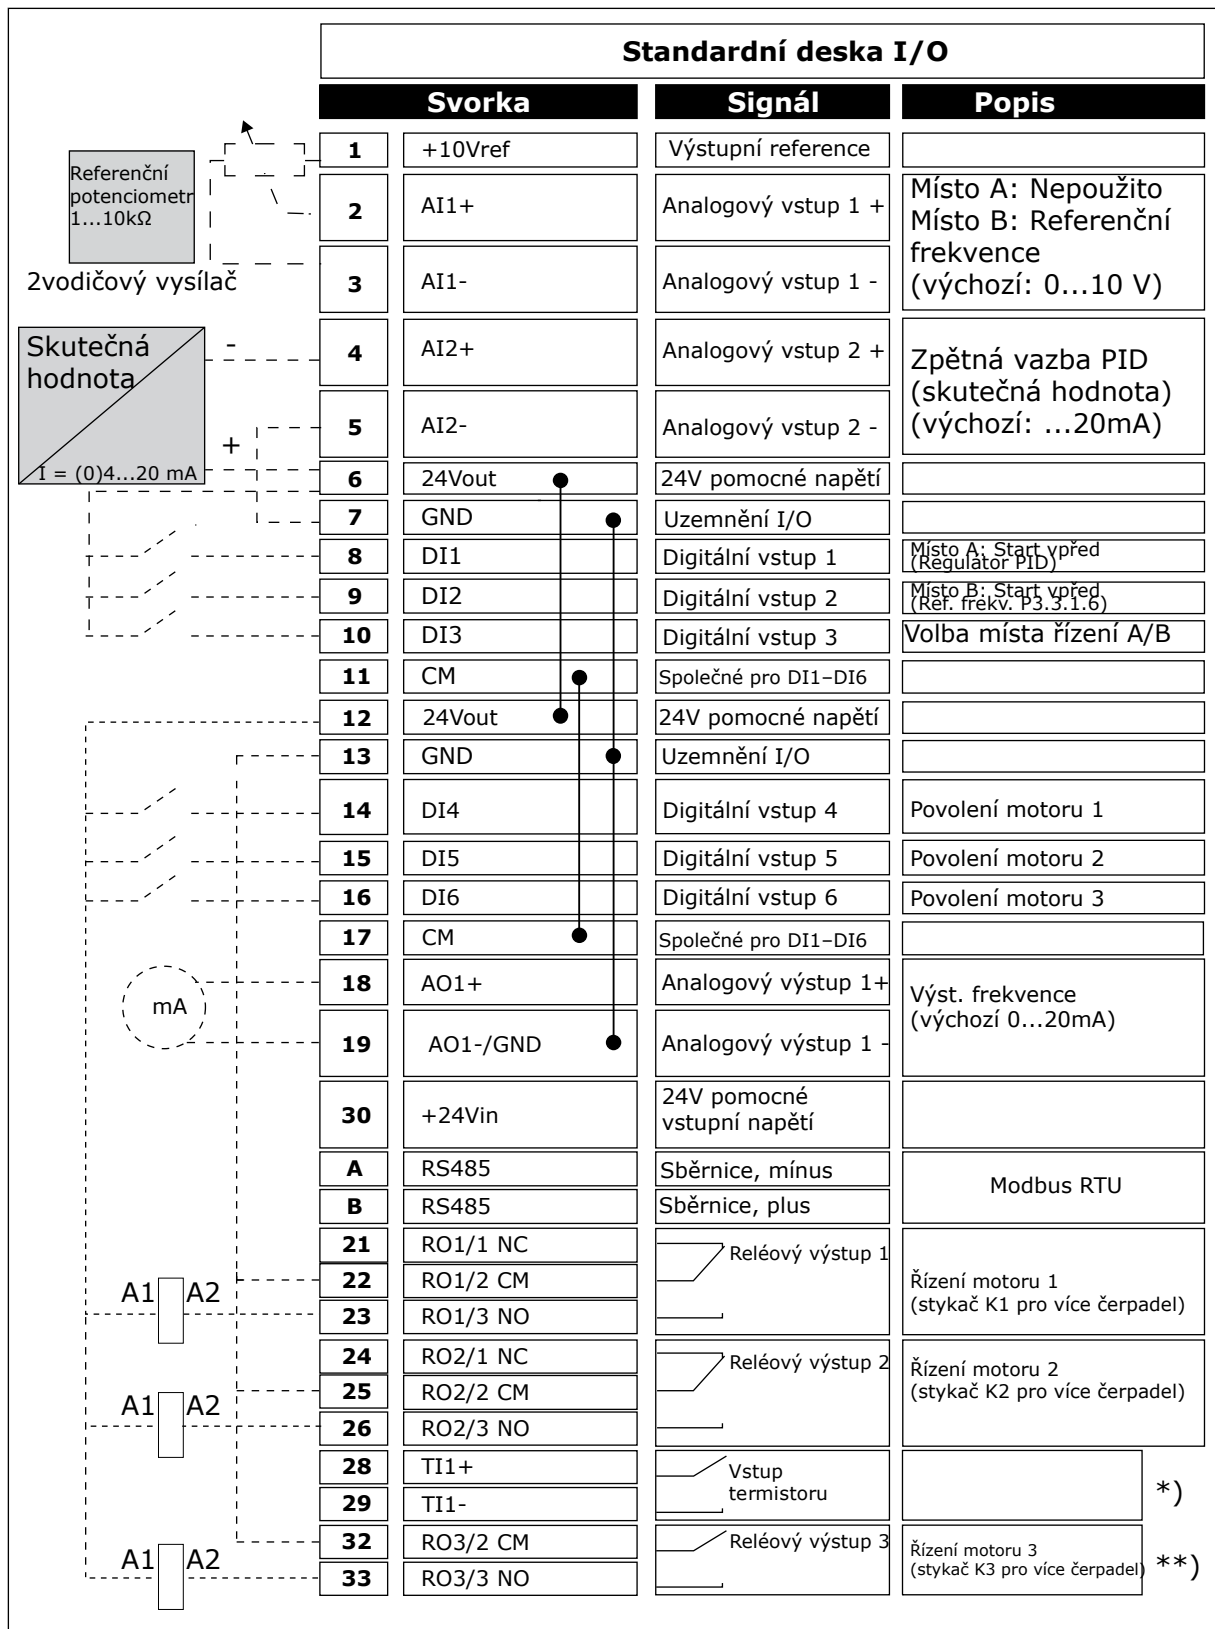 Standardní deska I/O
Svorka Signál Popis
Referenční
potenciometr
1...10kΩ
2vodičový vysílač
Skutečná
hodnota
-
+
I = (0)4...20 mA
1 +10Vref Výstupní reference
2 AI1+ Analogový vstup 1 +
3 AI1- Analogový vstup 1 -
Místo A: Nepoužito
Místo B: Referenční
frekvence
(výchozí: 0...10 V)
4 AI2+ Analogový vstup 2 +
5 AI2- Analogový vstup 2 -
Zpětná vazba PID
(skutečná hodnota)
(výchozí: ...20mA)
6 24Vout 24V pomocné napětí
7 GND Uzemnění I/O
8 DI1 Digitální vstup 1
Místo A: Start vpřed
(Regulátor PID)
9 DI2 Digitální vstup 2
Místo B: Start vpřed
(Ref. frekv. P3.3.1.6)
10 DI3 Digitální vstup 3 Volba místa řízení A/B
11 CM Společné pro DI1–DI6
12 24Vout 24V pomocné napětí
13 GND Uzemnění I/O
14 DI4 Digitální vstup 4 Povolení motoru 1
15 DI5 Digitální vstup 5 Povolení motoru 2
16 DI6 Digitální vstup 6 Povolení motoru 3
17 CM Společné pro DI1–DI6
mA
18 AO1+ Analogový výstup 1+
19 AO1-/GND Analogový výstup 1 -
Výst. frekvence
(výchozí 0...20mA)
30 +24Vin
24V pomocné
vstupní napětí
A RS485 Sběrnice, mínus
B RS485 Sběrnice, plus
Modbus RTU
21 RO1/1 NC Reléový výstup 1
22 RO1/2 CM
A1 A2
23 RO1/3 NO
Řízení motoru 1
(stykač K1 pro více čerpadel)
24 RO2/1 NC Reléový výstup 2
25 RO2/2 CM
A1 A2
26 RO2/3 NO
Řízení motoru 2
(stykač K2 pro více čerpadel)
28 TI1+
29 TI1-
Vstup
termistoru
*)
32 RO3/2 CM Reléový výstup 3
A1 A2
33 RO3/3 NO
Řízení motoru 3
(stykač K3 pro více čerpadel)
**)